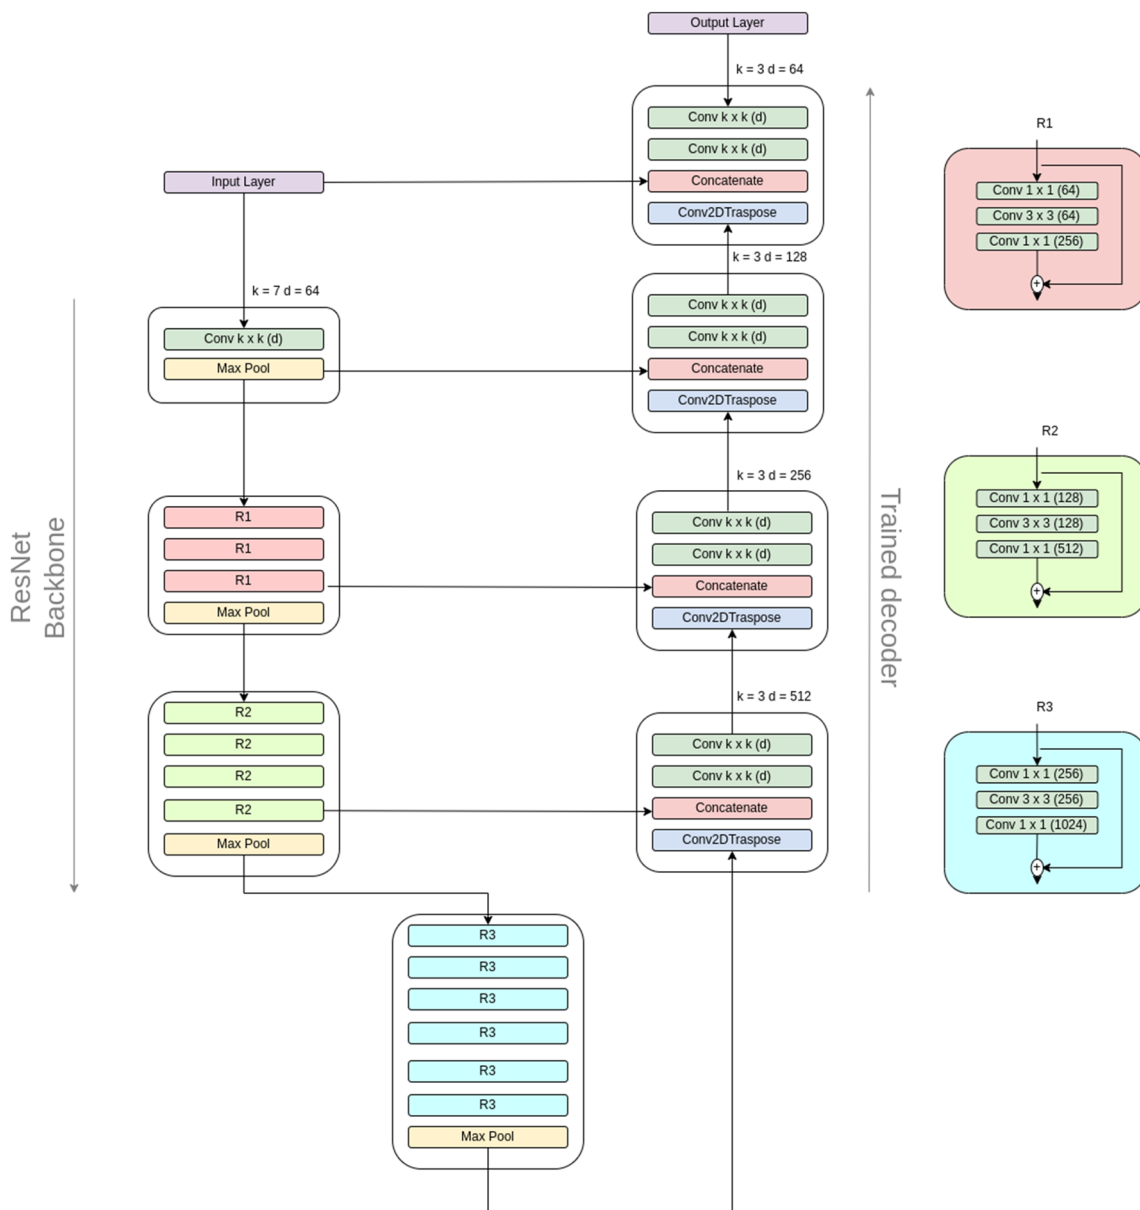 Output Layer
k = 3 d = 64
Conv k x k (d)
Conv k x k (d)
Concatenate
Conv2DTraspose
k = 3 d = 128
Conv k x k (d)
Conv k x k (d)
Concatenate
Conv2DTraspose
k = 3 d = 256
Conv k x k (d)
Conv k x k (d)
Concatenate
Conv2DTraspose
k = 3 d = 512
Conv k x k (d)
Conv k x k (d)
Concatenate
Conv2DTraspose
Input Layer
k = 7 d = 64
Conv k x k (d)
Max Pool
R1
R1
R1
Max Pool
R2
R2
R2
R2
Max Pool
R3
R3
R3
R3
R3
R3
Max Pool
ResNet
Backbone
Trained decoder
R1
Conv 1 x 1 (64)
Conv 3 x 3 (64)
Conv 1 x 1 (256)
+
R2
Conv 1 x 1 (128)
Conv 3 x 3 (128)
Conv 1 x 1 (512)
+
R3
Conv 1 x 1 (256)
Conv 3 x 3 (256)
Conv 1 x 1 (1024)
+